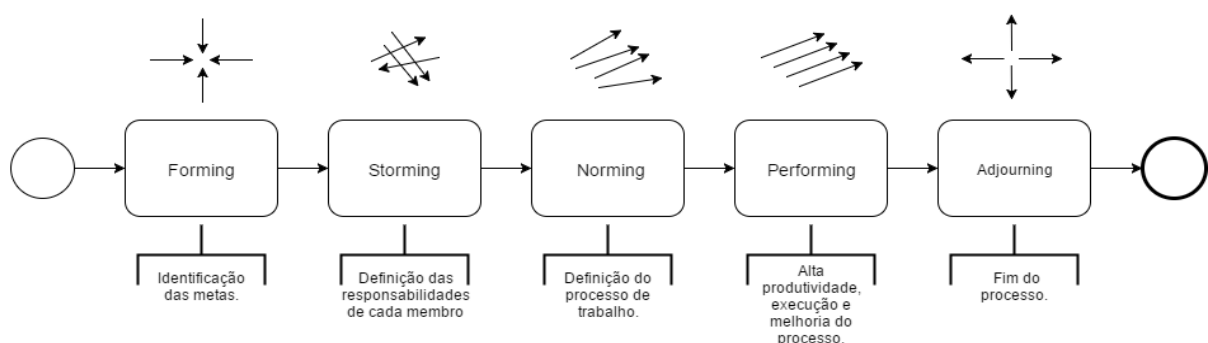 Forming
Storming
Norming
Performing
Adjourning
Identificação
das metas.
Definição das
responsabilidades
de cada membro
Definição do
processo de
trabalho.
Alta
produtividade,
execução e
melhoria do
processo.
Fim do
processo.